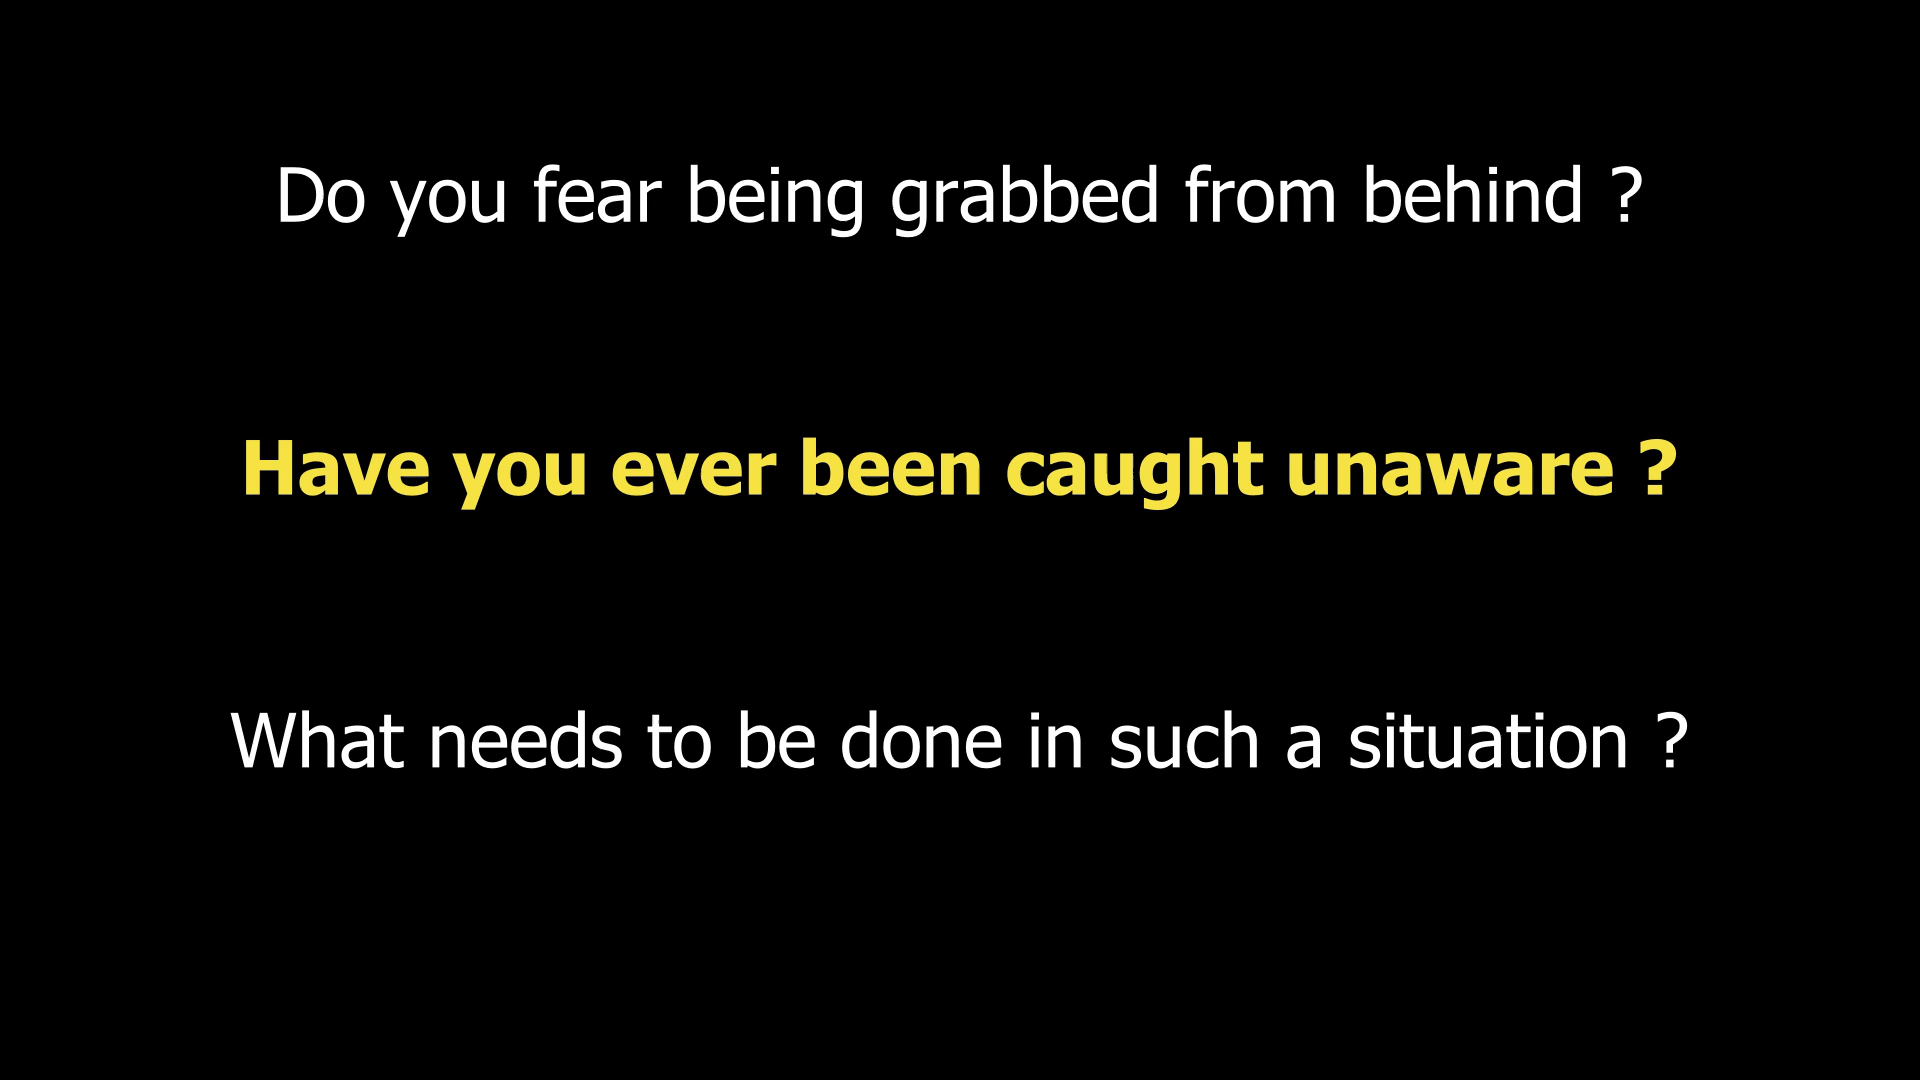 Do you fear being grabbed from behind ?
Have you ever been caught unaware ?
What needs to be done in such a situation ?